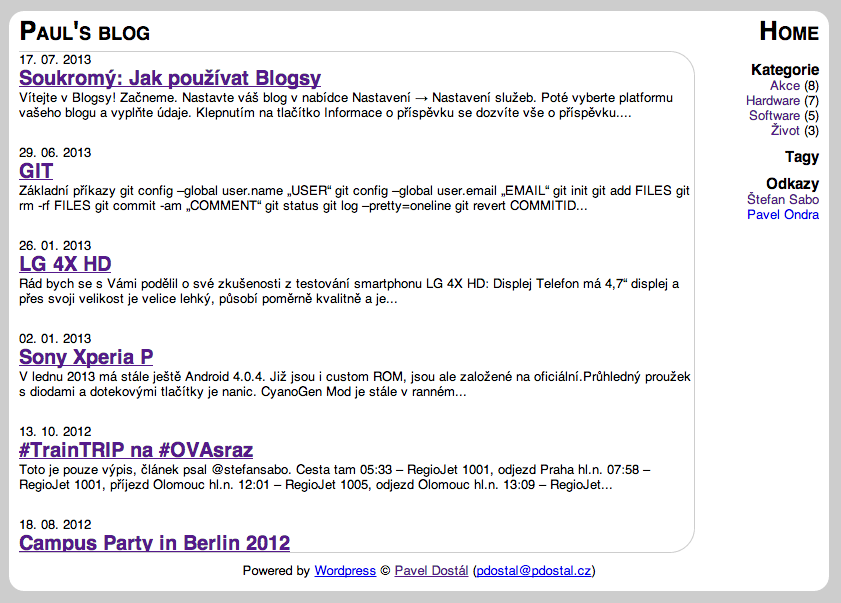 Paul's blog
Home
17. 07. 2013
Soukromý: Jak používat Blogsy
Vítejte v Blogsy! Začneme. Nastavte váš blog v nabídce Nastavení → Nastavení služeb. Poté vyberte platformu
vašeho blogu a vyplňte údaje. Klepnutím na tlačítko Informace o příspěvku se dozvíte vše o příspěvku....
29. 06. 2013
GIT
Základní příkazy git config –global user.name „USER“ git config –global user.email „EMAIL“ git init git add FILES git
rm -rf FILES git commit -am „COMMENT“ git status git log –pretty=oneline git revert COMMITID...
26. 01. 2013
LG 4X HD
Rád bych se s Vámi podělil o své zkušenosti z testování smartphonu LG 4X HD: Displej Telefon má 4,7“ displej a
přes svoji velikost je velice lehký, působí poměrně kvalitně a je...
02. 01. 2013
Sony Xperia P
V lednu 2013 má stále ještě Android 4.0.4. Již jsou i custom ROM, jsou ale založené na oficiální.Průhledný proužek
s diodami a dotekovými tlačítky je nanic. CyanoGen Mod je stále v ranném...
13. 10. 2012
#TrainTRIP na #OVAsraz
Toto je pouze výpis, článek psal @stefansabo. Cesta tam 05:33 – RegioJet 1001, odjezd Praha hl.n. 07:58 –
RegioJet 1001, příjezd Olomouc hl.n. 12:01 – RegioJet 1005, odjezd Olomouc hl.n. 13:09 – RegioJet...
18. 08. 2012
Campus Party in Berlin 2012
Kategorie
Akce (8)
Hardware (7)
Software (5)
Život (3)
Tagy
Odkazy
Štefan Sabo
Pavel Ondra
Powered by Wordpress © Pavel Dostál (pdostal@pdostal.cz)